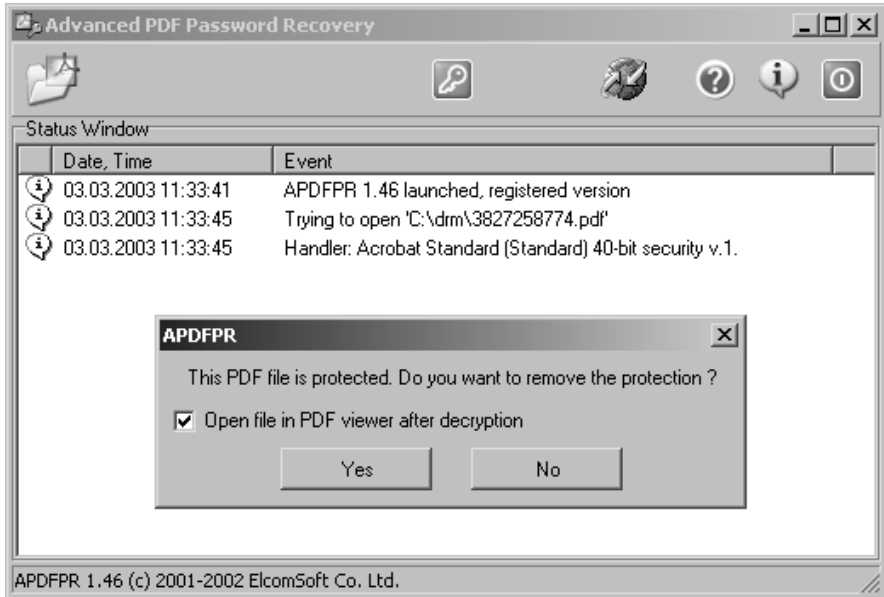 Advanced PDF Password Recovery
Status Window
Date, Time Event
03.03.2003 11:33:41 APDFPR 1.46 launched, registered version
03.03.2003 11:33:45 Trying to open 'C:\drm\3827258774.pdf'
03.03.2003 11:33:45 Handler: Acrobat Standard (Standard) 40-bit security v.1.
APDFPR
This PDF file is protected. Do you want to remove the protection ?
Open file in PDF viewer after decryption
Yes No
APDFPR 1.46 (c) 2001-2002 ElcomSoft Co. Ltd.